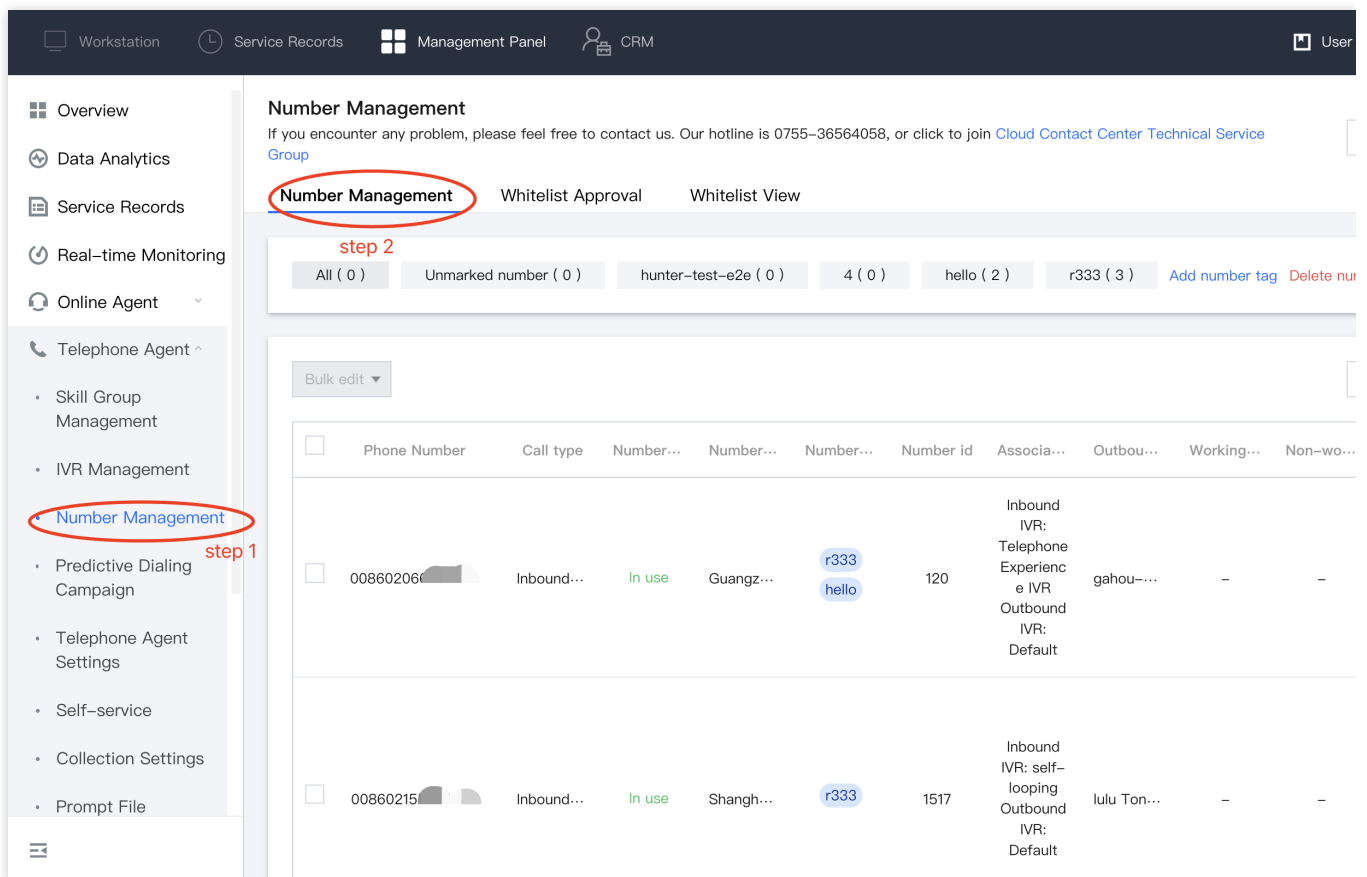 Workstation Service Records Management Panel CRM User
Overview
Data Analytics
Service Records
Real-time Monitoring
Online Agent
Telephone Agent
Skill Group
Management
IVR Management
Number Management
step 1
Predictive Dialing
Campaign
Telephone Agent
Settings
Self-service
Collection Settings
Prompt File
Number Management
If you encounter any problem, please feel free to contact us. Our hotline is 0755-36564058, or click to join Cloud Contact Center Technical Service
Group
Number Management Whitelist Approval Whitelist View
step 2
All ( 0 ) Unmarked number ( 0 ) hunter-test-e2e ( 0 ) 4 ( 0 ) hello ( 2 ) r333 ( 3 ) Add number tag Delete nur
Bulk edit
Phone Number Call type Number··· Number··· Number··· Number id Associa··· Outbou··· Working··· Non-wo···
00860206 Inbound··· In use Guangz··· r333 hello 120 gahou-··· – –
Inbound
IVR:
Telephone
Experienc
e IVR
Outbound
IVR:
Default
00860215 Inbound··· In use Shangh··· r333 1517 lulu Ton··· – –
Inbound
IVR: self-
looping
Outbound
IVR:
Default